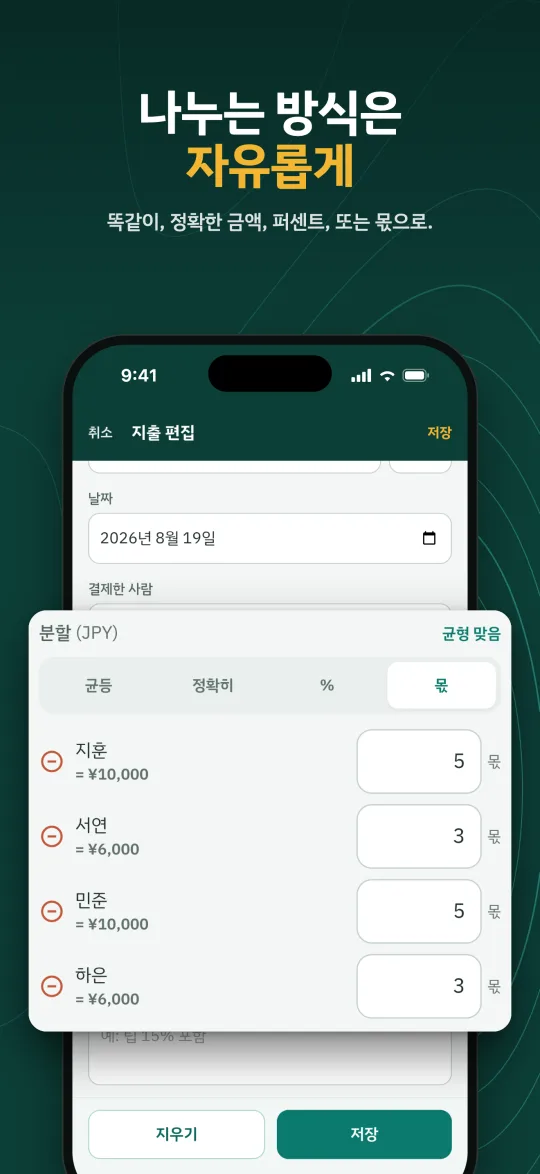 나누는 방식은
자유롭게
똑같이, 정확한 금액, 퍼센트, 또는 몫으로.
9:41
취소 지출 편집 저장
날짜
2026년 8월 19일
결제한 사람
분할 (JPY) 균형 맞음
균등 정확히 % 몫
지훈
= ¥10,000
5 몫
서연
= ¥6,000
3 몫
민준
= ¥10,000
5 몫
하은
= ¥6,000
3 몫
예: 팁 15% 포함
지우기 저장